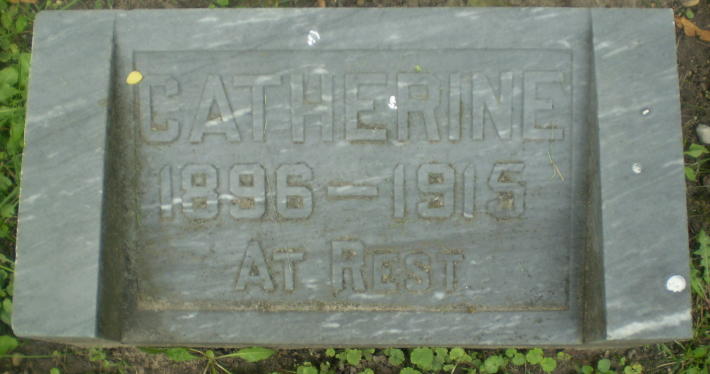 CATHERINE
1896–1915
AT REST